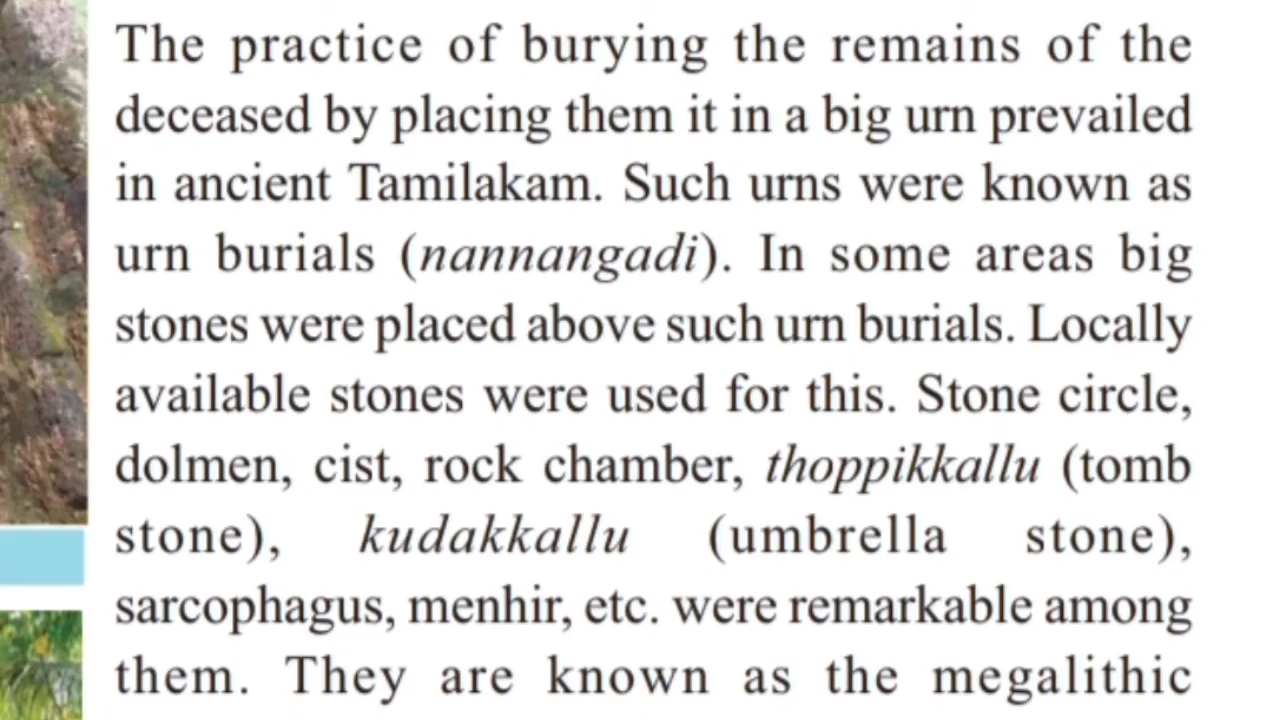 The practice of burying the remains of the
deceased by placing them it in a big urn prevailed
in ancient Tamilakam. Such urns were known as
urn burials (nannangadi). In some areas big
stones were placed above such urn burials. Locally
available stones were used for this. Stone circle,
dolmen, cist, rock chamber, thoppikkallu (tomb
stone), kudakkallu (umbrella stone),
sarcophagus, menhir, etc. were remarkable among
them. They are known as the megalithic